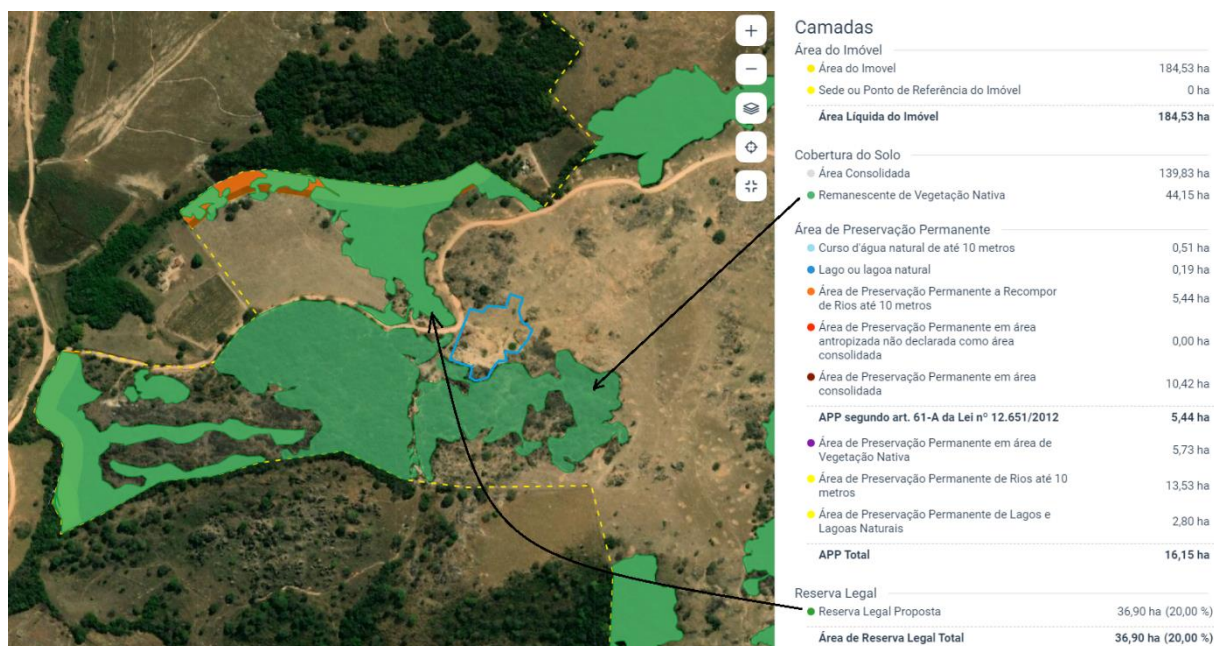 Camadas
Área do Imóvel
Área do Imovel 184,53 ha
Sede ou Ponto de Referência do Imóvel 0 ha
Área Líquida do Imóvel 184,53 ha
Cobertura do Solo
Área Consolidada 139,83 ha
Remanescente de Vegetação Nativa 44,15 ha
Área de Preservação Permanente
Curso d'água natural de até 10 metros 0,51 ha
Lago ou lagoa natural 0,19 ha
Área de Preservação Permanente a Recompor
de Rios até 10 metros 5,44 ha
Área de Preservação Permanente em área
antropizada não declarada como área 0,00 ha
consolidada
Área de Preservação Permanente em área
consolidada 10,42 ha
APP segundo art. 61-A da Lei nº 12.651/2012 5,44 ha
Área de Preservação Permanente em área de
Vegetação Nativa 5,73 ha
Área de Preservação Permanente de Rios até 10
metros 13,53 ha
Área de Preservação Permanente de Lagos e
Lagoas Naturais 2,80 ha
APP Total 16,15 ha
Reserva Legal
Reserva Legal Proposta 36,90 ha (20,00 %)
Área de Reserva Legal Total 36,90 ha (20,00 %)